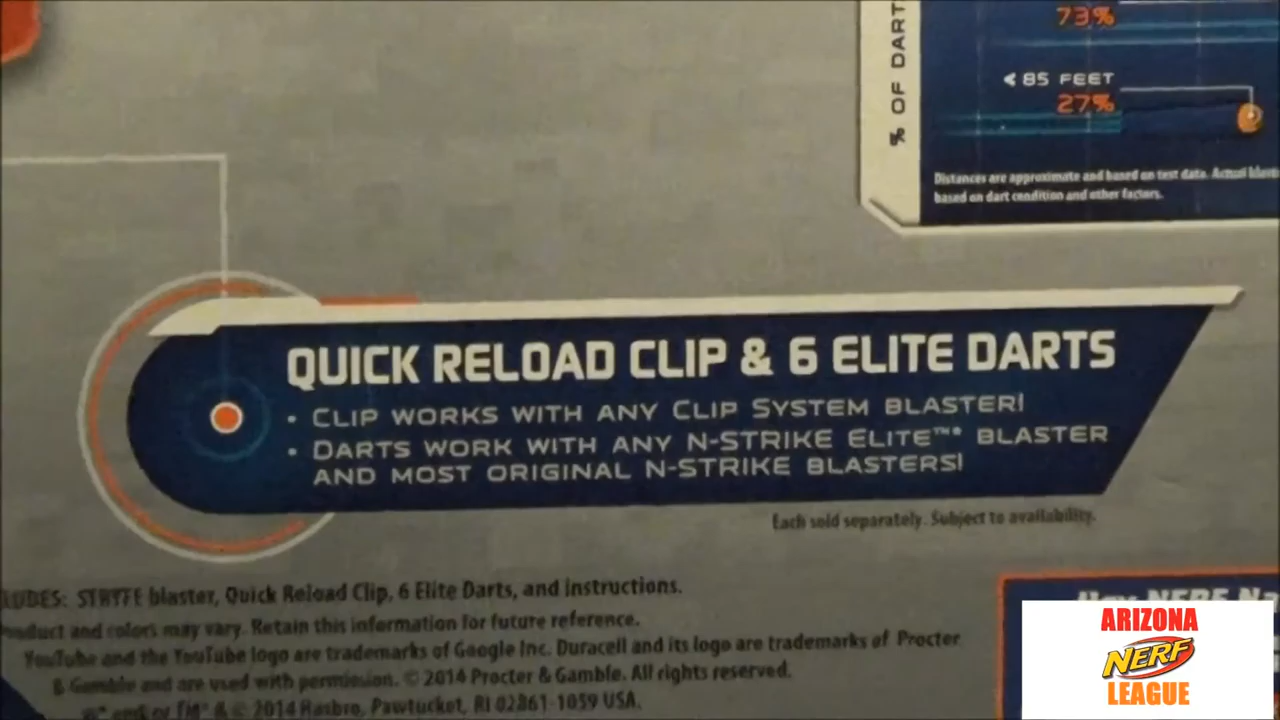 73%
% OF DART
< 85 FEET
27%
Distances are approximate and based on test data. Actual
based on dart condition and other factors.
QUICK RELOAD CLIP & 6 ELITE DARTS
• CLIP WORKS WITH ANY CLIP SYSTEM BLASTER!
• DARTS WORK WITH ANY N-STRIKE ELITE™* BLASTER
AND MOST ORIGINAL N-STRIKE BLASTERS!
Each sold separately. Subject to availability.
LUDES: STRYFE blaster, Quick Reload Clip, 6 Elite Darts, and instructions.
oduct and colors may vary. Retain this information for future reference.
YouTube and the YouTube logo are trademarks of Google Inc. Duracell and its logo are trademarks of Procter
& Gamble and are used with permission. © 2014 Procter & Gamble. All rights reserved.
& © 2014 Hasbro, Pawtucket, RI 02861-1059 USA.
NERF
ARIZONA
NERF
LEAGUE